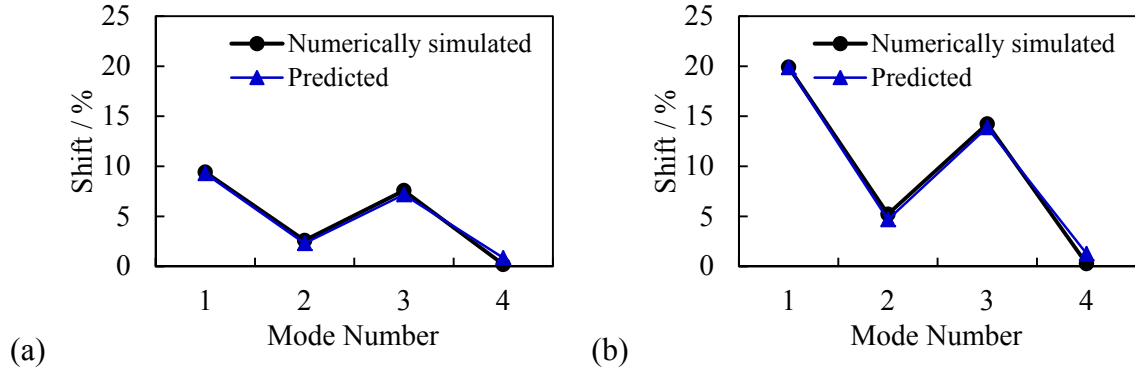 25
20
15
10
5
0
Shift / %
Numerically simulated
Predicted
1 2 3 4
Mode Number
(a)
25
20
15
10
5
0
Shift / %
Numerically simulated
Predicted
1 2 3 4
Mode Number
(b)